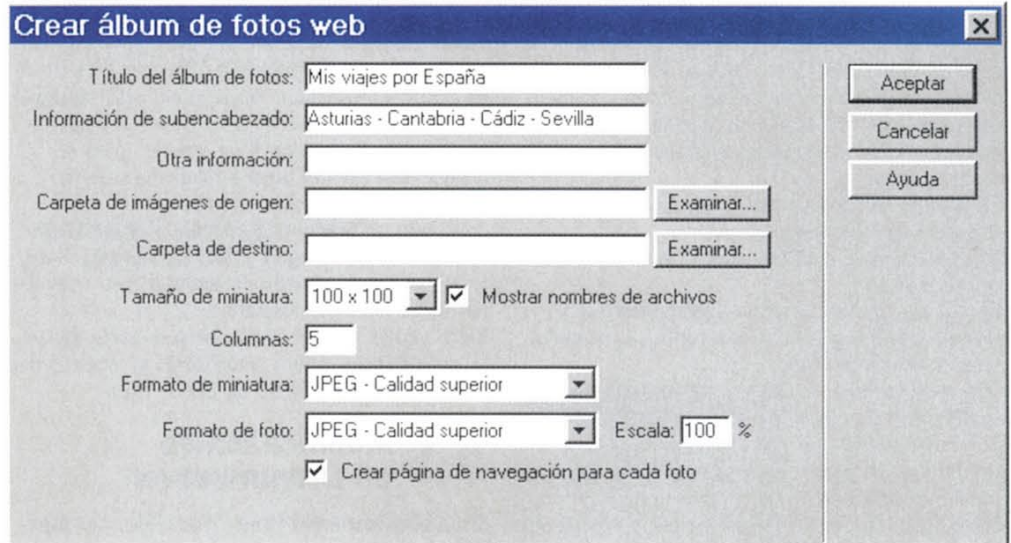 Crear álbum de fotos web
Título del álbum de fotos: Mis viajes por España
Aceptar
Información de subencabezado: Asturias - Cantabria - Cádiz - Sevilla
Cancelar
Otra información:
Ayuda
Carpeta de imágenes de origen: Examinar...
Carpeta de destino: Examinar...
Tamaño de miniatura: 100 x 100 Mostrar nombres de archivos
Columnas: 5
Formato de miniatura: JPEG - Calidad superior
Formato de foto: JPEG - Calidad superior Escala: 100 %
Crear página de navegación para cada foto